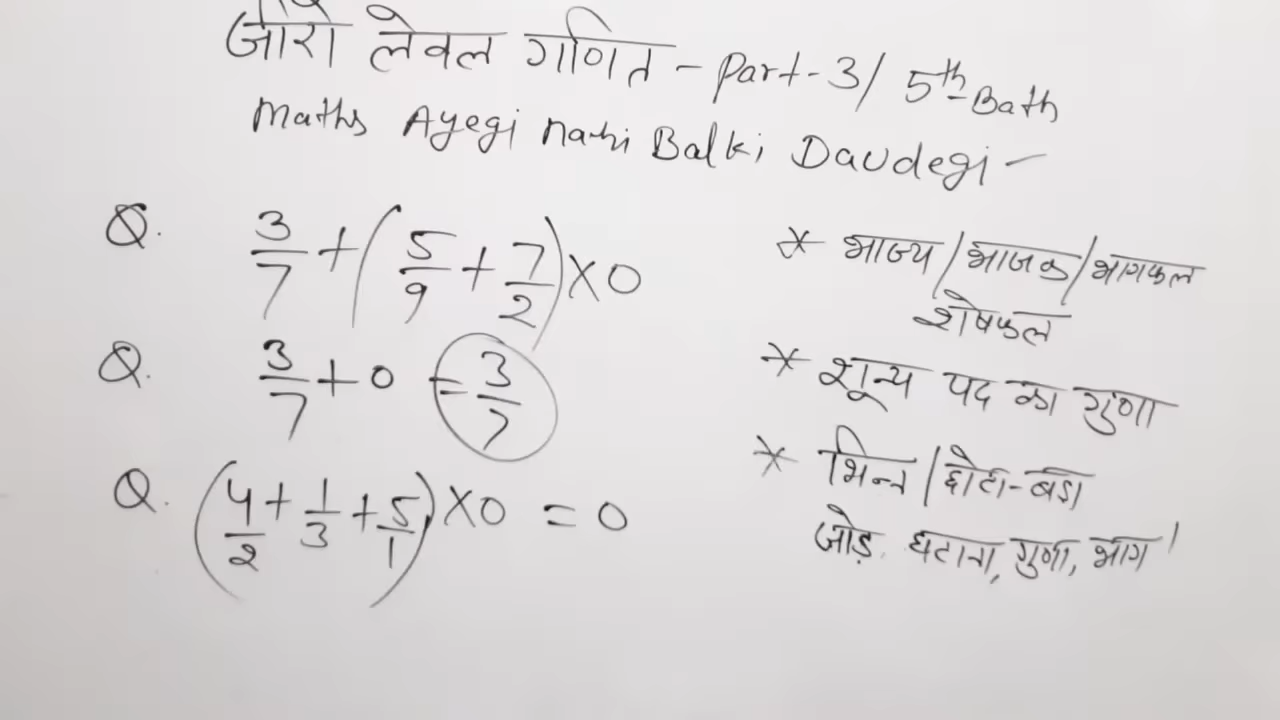 जीरो लेवल गणित - Part-3/ 5th Bath
Maths Ayegi Nahi Balki Daudegi -
Q. 3/7 + (5/9 + 7/2) × 0
Q. 3/7 + 0 = 3/7
Q. (4/2 + 1/3 + 5/1) × 0 = 0
* भाज्य/भाजक/भागफल
शेषफल
* शून्य पद का गुणा
* भिन्न/छोटा-बडा
जोड़ घटाना, गुणा, भाग।